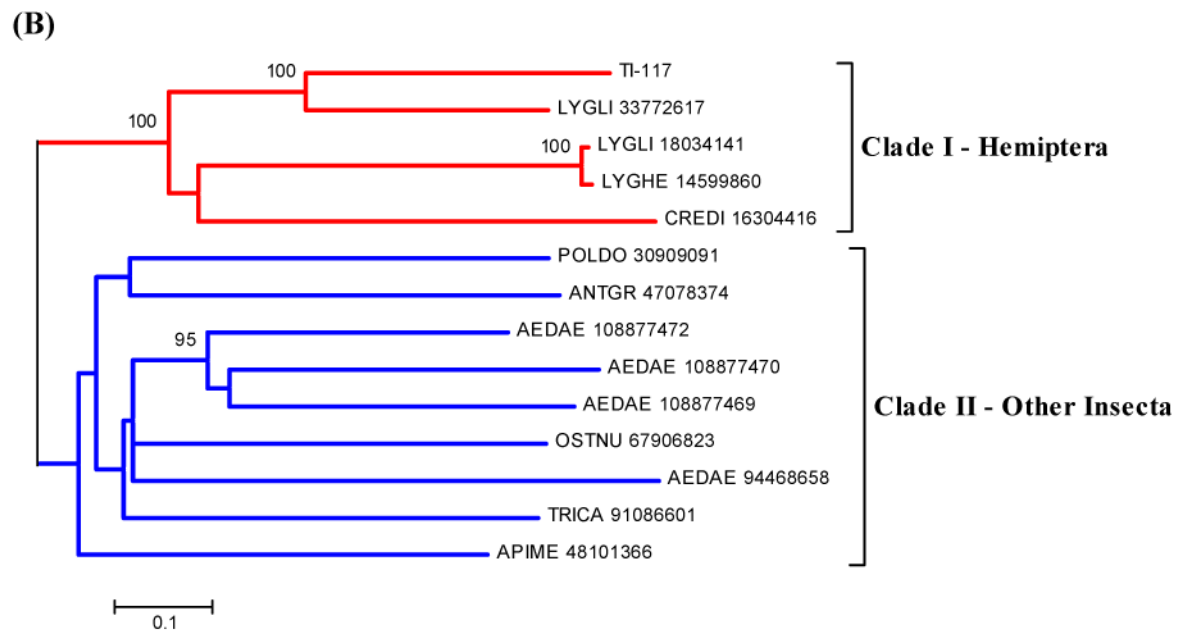 (B)
100
TI-117
LYGLI 33772617
100
100
LYGLI 18034141
LYGHE 14599860
CREDI 16304416
Clade I - Hemiptera
POLDO 30909091
ANTGR 47078374
95
AEDAE 108877472
AEDAE 108877470
AEDAE 108877469
OSTNU 67906823
AEDAE 94468658
TRICA 91086601
APIME 48101366
Clade II - Other Insecta
0.1